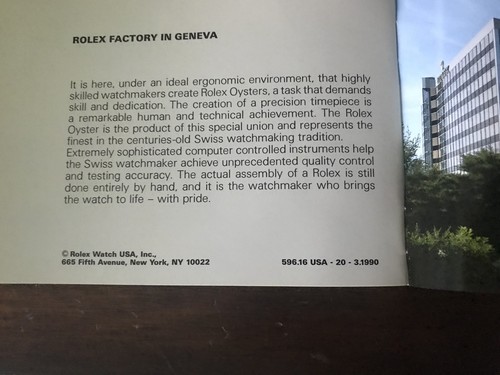 ROLEX FACTORY IN GENEVA
It is here, under an ideal ergonomic environment, that highly
skilled watchmakers create Rolex Oysters, a task that demands
skill and dedication. The creation of a precision timepiece is
a remarkable human and technical achievement. The Rolex
Oyster is the product of this special union and represents the
finest in the centuries-old Swiss watchmaking tradition.
Extremely sophisticated computer controlled instruments help
the Swiss watchmaker achieve unprecedented quality control
and testing accuracy. The actual assembly of a Rolex is still
done entirely by hand, and it is the watchmaker who brings
the watch to life – with pride.
© Rolex Watch USA, Inc.,
665 Fifth Avenue, New York, NY 10022
596.16 USA - 20 - 3.1990